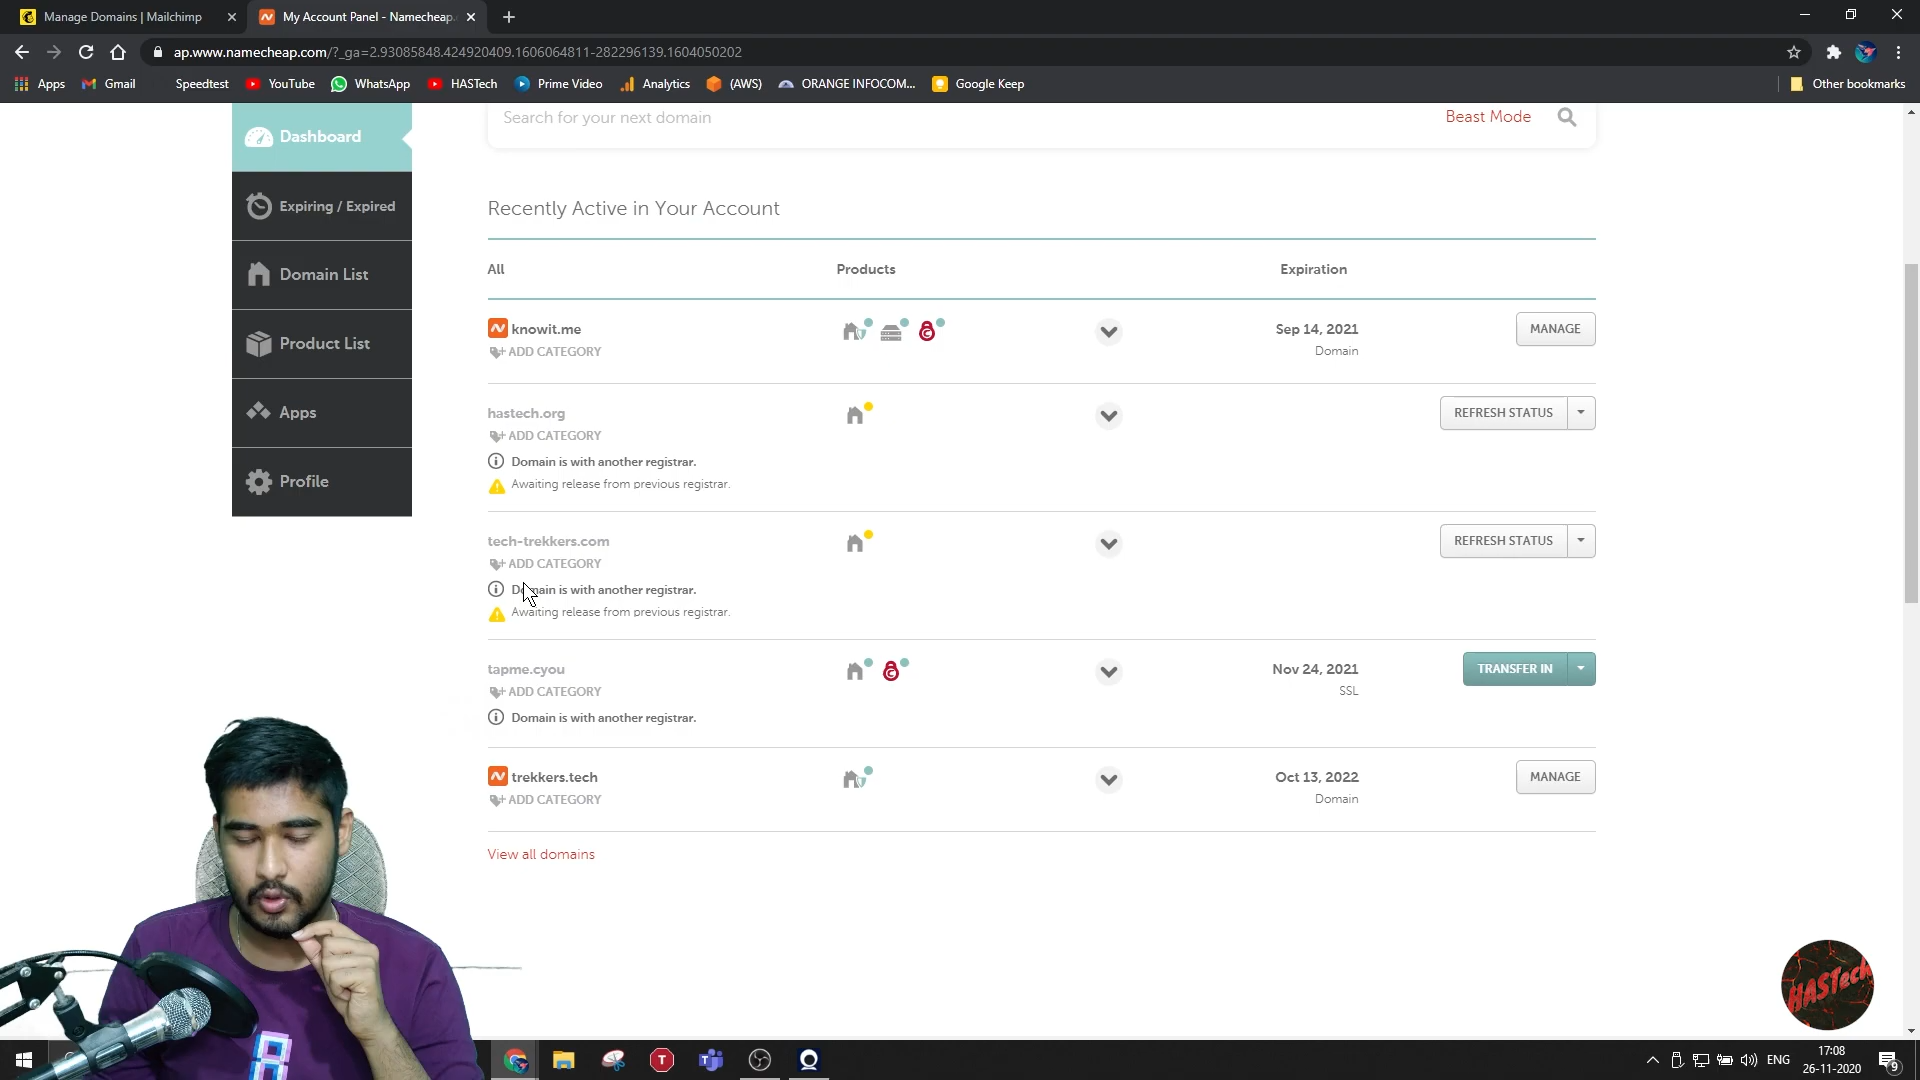 Manage Domains | Mailchimp
My Account Panel - Namecheap.
ap.www.namecheap.com/?_ga=2.93085848.424920409.1606064811-282296139.1604050202
Apps
Gmail
Speedtest
YouTube
WhatsApp
HASTech
Prime Video
Analytics
(AWS)
ORANGE INFOCOM...
Google Keep
Other bookmarks
Search for your next domain
Beast Mode
Dashboard
Expiring / Expired
Domain List
Product List
Apps
Profile
Recently Active in Your Account
All
Products
Expiration
knowit.me
ADD CATEGORY
Sep 14, 2021
Domain
MANAGE
hastech.org
ADD CATEGORY
Domain is with another registrar.
Awaiting release from previous registrar.
REFRESH STATUS
tech-trekkers.com
ADD CATEGORY
Domain is with another registrar.
Awaiting release from previous registrar.
REFRESH STATUS
tapme.cyou
ADD CATEGORY
Domain is with another registrar.
Nov 24, 2021
SSL
TRANSFER IN
trekkers.tech
ADD CATEGORY
Oct 13, 2022
Domain
MANAGE
View all domains
HASTech
ENG
17:08
26-11-2020
9